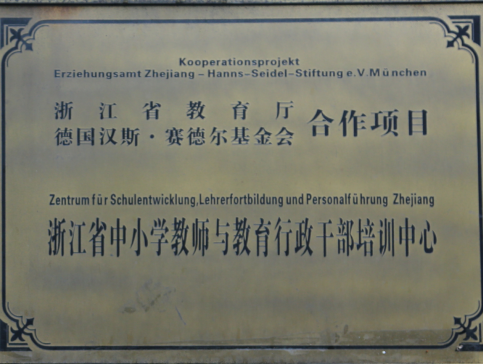 Kooperationsprojekt
Erziehungsamt Zhejiang – Hanns-Seidel-Stiftung e.V. München
浙江省教育厅
德国汉斯·赛德尔基金会 合作项目
Zentrum für Schulentwicklung, Lehrerfortbildung und Personalführung Zhejiang
浙江省中小学教师与教育行政干部培训中心